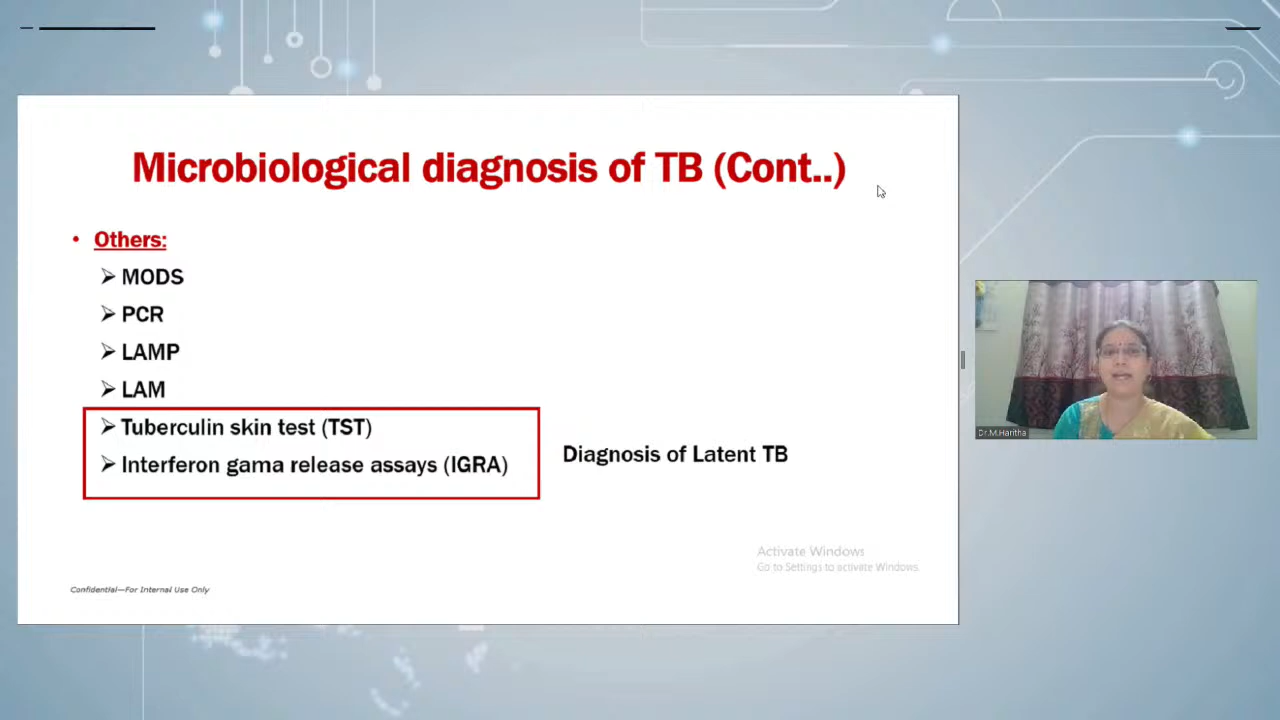 Microbiological diagnosis of TB (Cont..)
• Others:
➢ MODS
➢ PCR
➢ LAMP
➢ LAM
➢ Tuberculin skin test (TST)
➢ Interferon gama release assays (IGRA)
Diagnosis of Latent TB
Activate Windows
Go to Settings to activate Windows.
Confidential—For Internal Use Only
Dr.M.Haritha